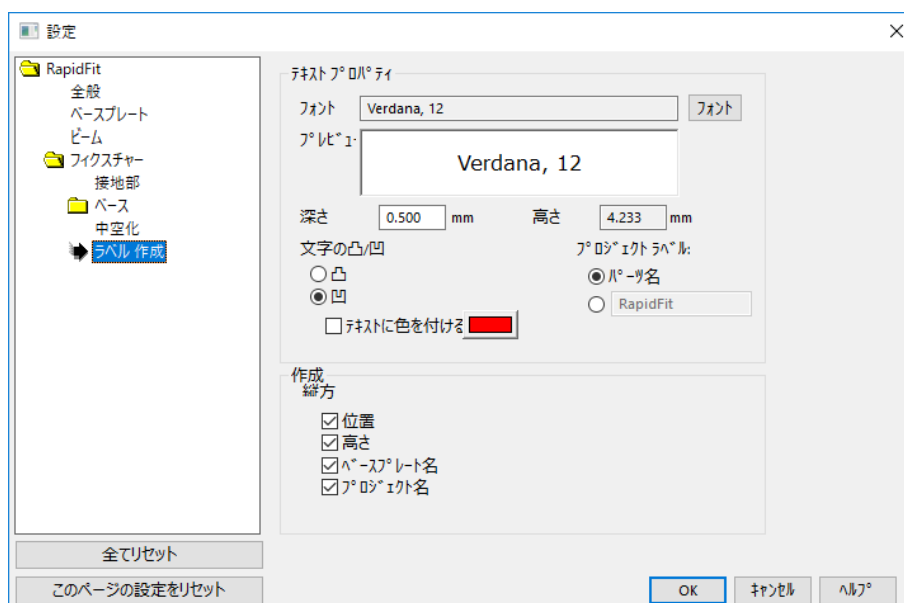 設定
RapidFit
全般
ベースプレート
ビーム
フィクスチャー
接地部
ベース
中空化
ラベル 作成
全てリセット
このページの設定をリセット
ﾃｷｽﾄ ﾌﾟﾛﾊﾟﾃｨ
ﾌｫﾝﾄ Verdana, 12 ﾌｫﾝﾄ
ﾌﾟﾚﾋﾞｭｰ
Verdana, 12
深さ 0.500 mm 高さ 4.233 mm
文字の凸/凹 ﾌﾟﾛｼﾞｪｸﾄ ﾗﾍﾞﾙ:
凸 ﾊﾟｰﾂ名
凹 RapidFit
ﾃｷｽﾄに色を付ける
作成
縦方
位置
高さ
ﾍﾞｰｽﾌﾟﾚｰﾄ名
ﾌﾟﾛｼﾞｪｸﾄ名
OK ｷｬﾝｾﾙ ﾍﾙﾌﾟ